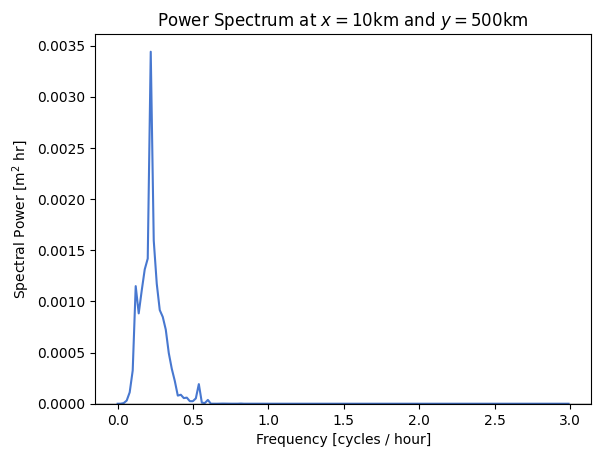 Power Spectrum at x = 10km and y = 500km
Spectral Power [m² hr]
0.0035
0.0030
0.0025
0.0020
0.0015
0.0010
0.0005
0.0000
0.0 0.5 1.0 1.5 2.0 2.5 3.0
Frequency [cycles / hour]